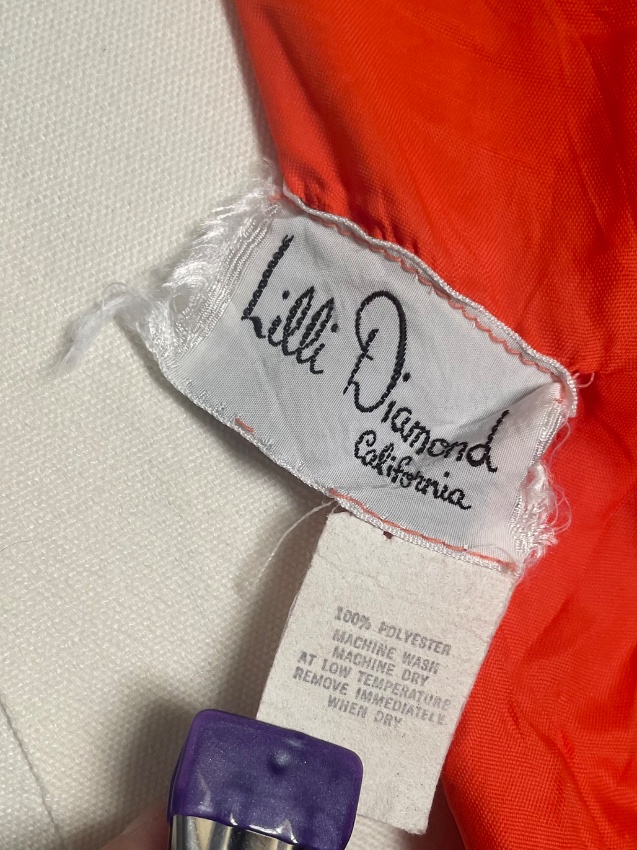 Lilli Diamond
California
100% POLYESTER
MACHINE WASH
MACHINE DRY
AT LOW TEMPERATURE
REMOVE IMMEDIATELY
WHEN DRY.